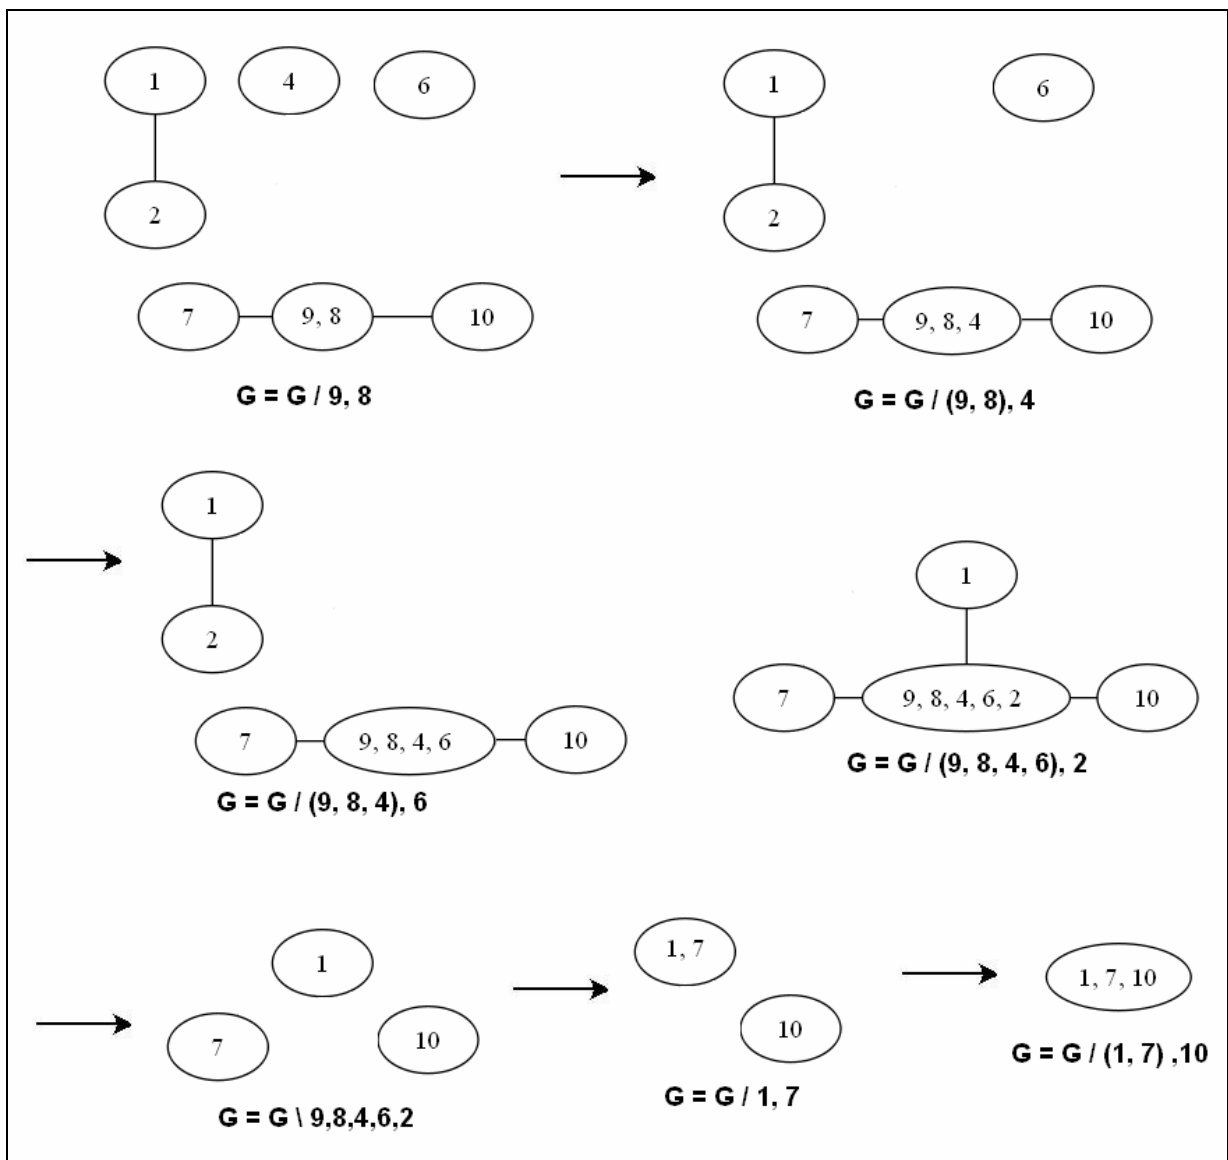 1 4 6
2
7 9, 8 10
G = G / 9, 8
1 6
2
7 9, 8, 4 10
G = G / (9, 8), 4
1
2
7 9, 8, 4, 6 10
G = G / (9, 8, 4), 6
1
7 9, 8, 4, 6, 2 10
G = G / (9, 8, 4, 6), 2
1
7 10
G = G \ 9,8,4,6,2
1, 7
10
G = G / 1, 7
1, 7, 10
G = G / (1, 7) ,10